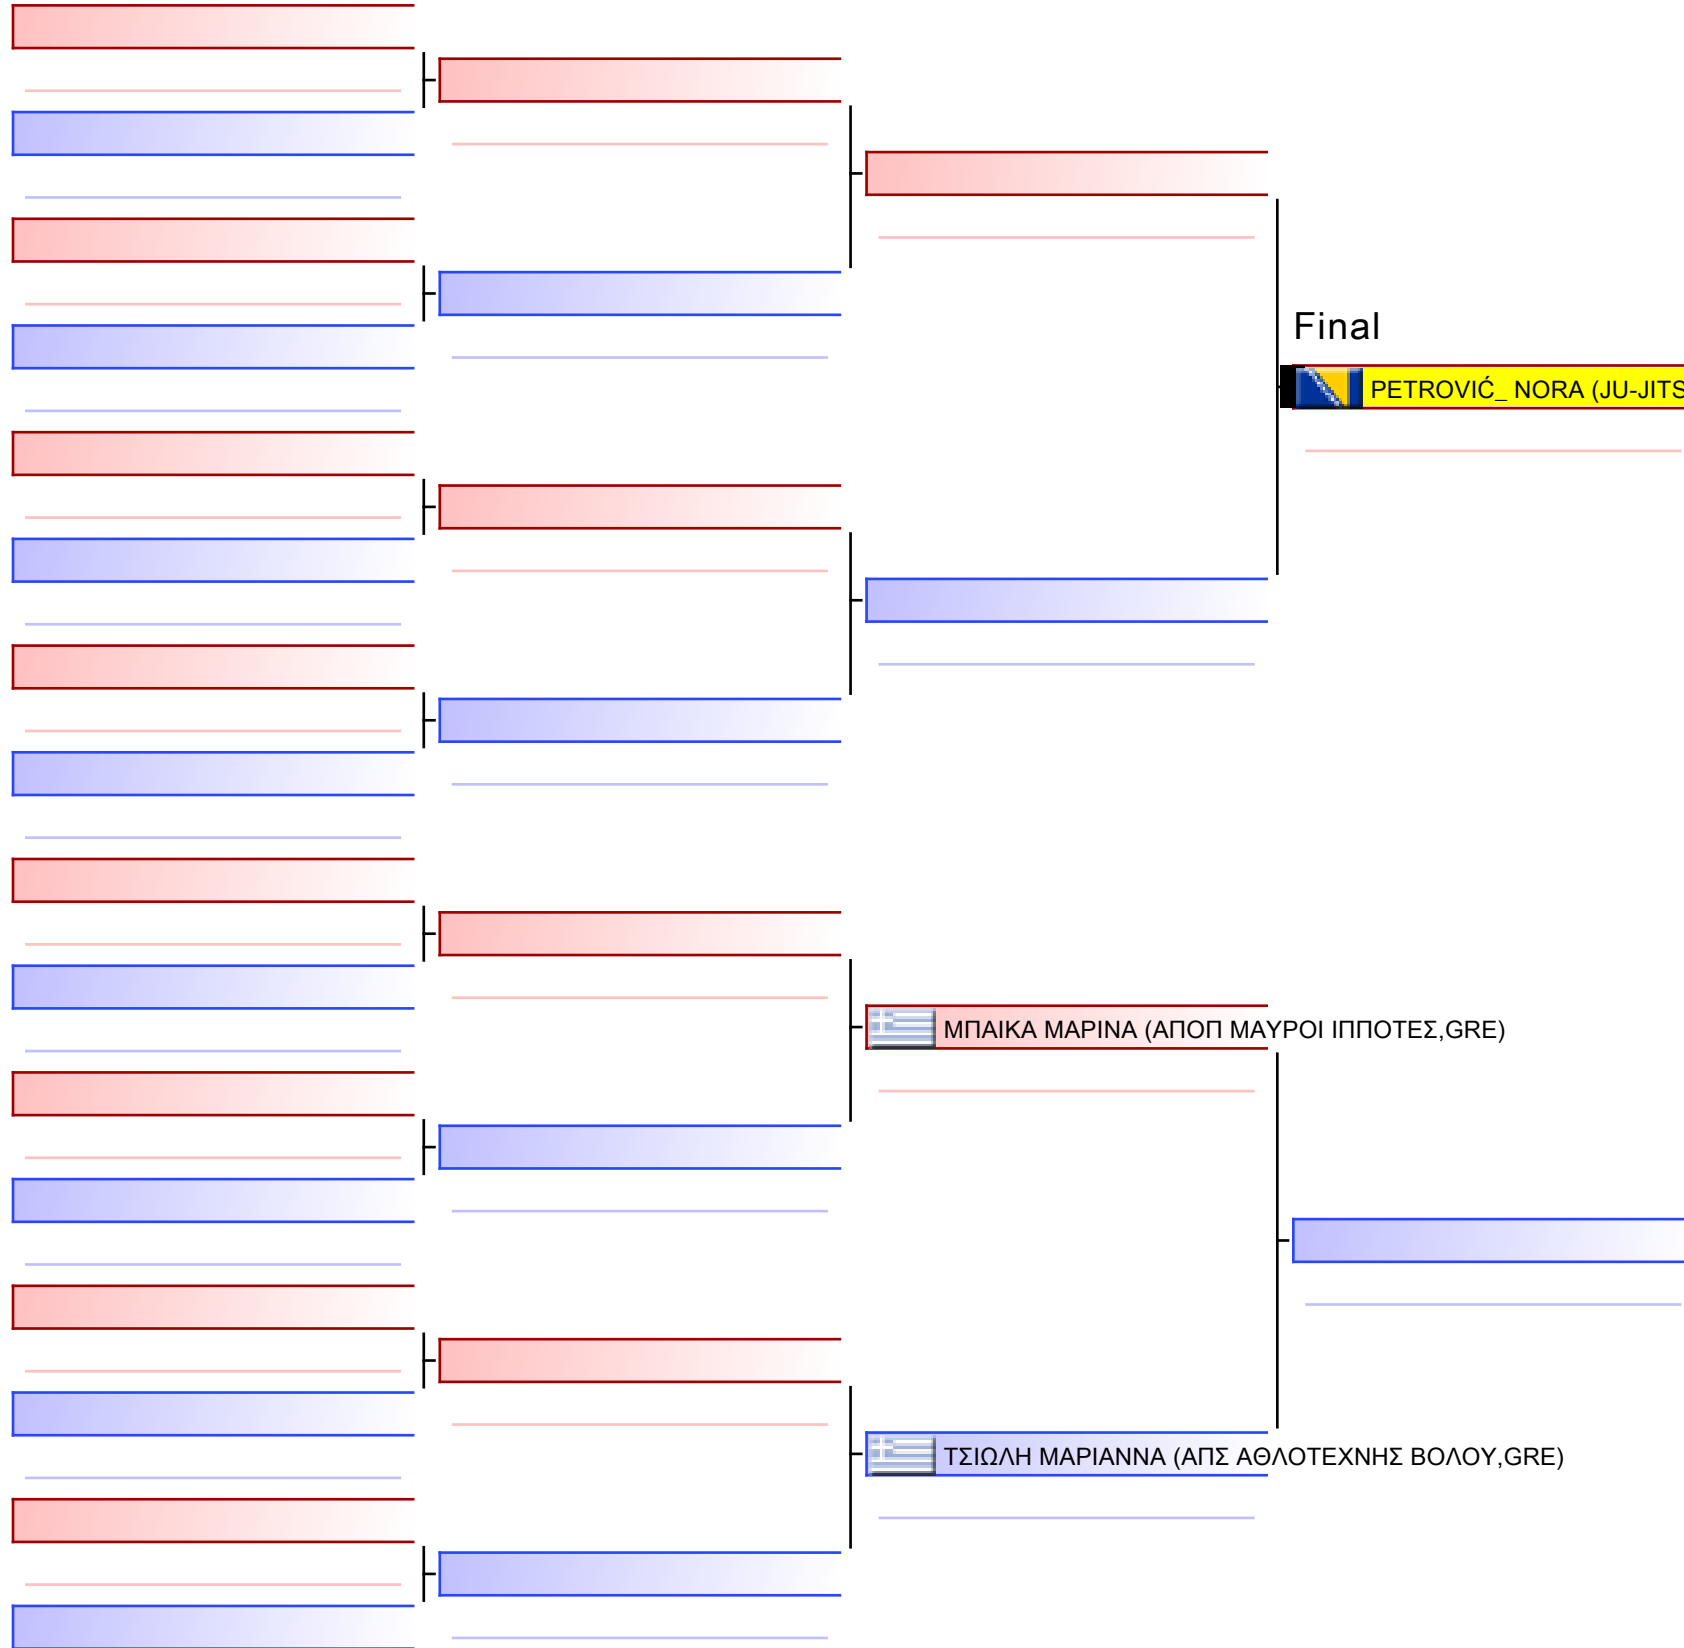 Final
PETROVIĆ_ NORA (JU-JITS
ΜΠΑΙΚΑ ΜΑΡΙΝΑ (ΑΠΟΠ ΜΑΥΡΟΙ ΙΠΠΟΤΕΣ,GRE)
ΤΣΙΩΛΗ ΜΑΡΙΑΝΝΑ (ΑΠΣ ΑΘΛΟΤΕΧΝΗΣ ΒΟΛΟΥ,GRE)